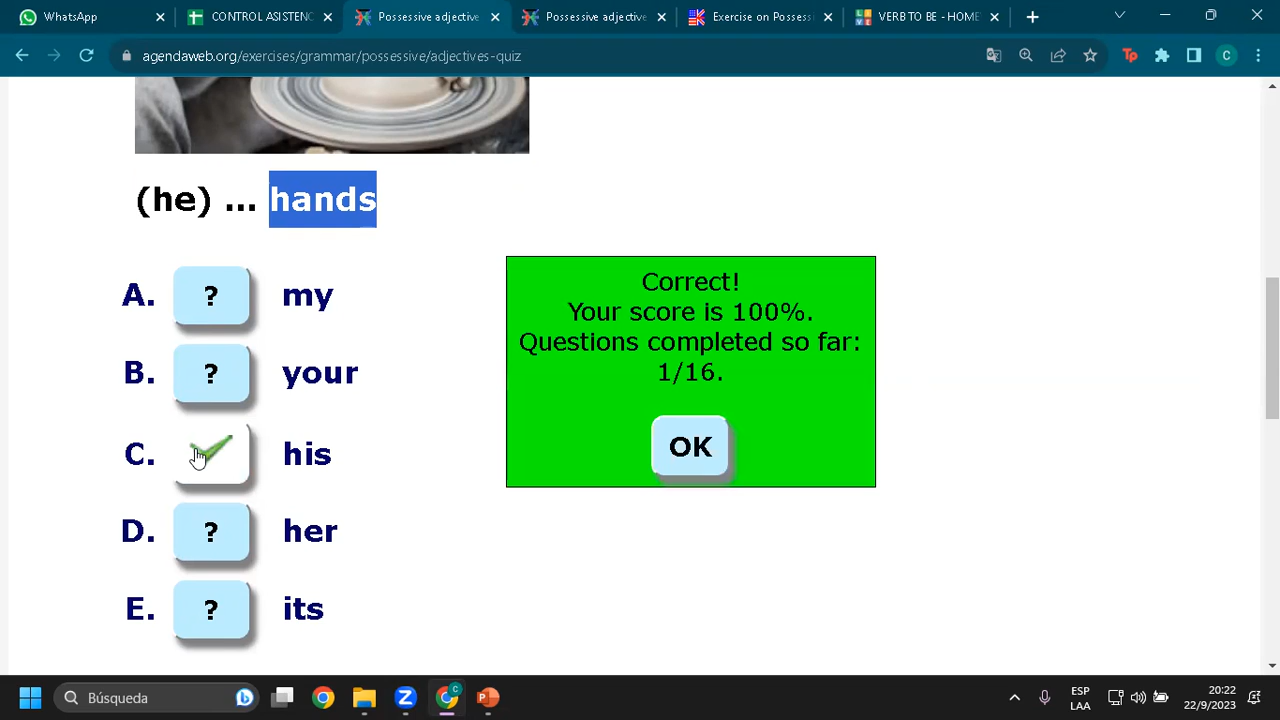 WhatsApp
CONTROL ASISTENC
Possessive adjective
Possessive adjective
Exercise on Possess
VERB TO BE - HOME
agendaweb.org/exercises/grammar/possessive/adjectives-quiz
Tp
C
(he) ... hands
A. ? my
B. ? your
C. his
D. ? her
E. ? its
Correct!
Your score is 100%.
Questions completed so far:
1/16.
OK
Búsqueda
ESP
LAA
20:22
22/9/2023